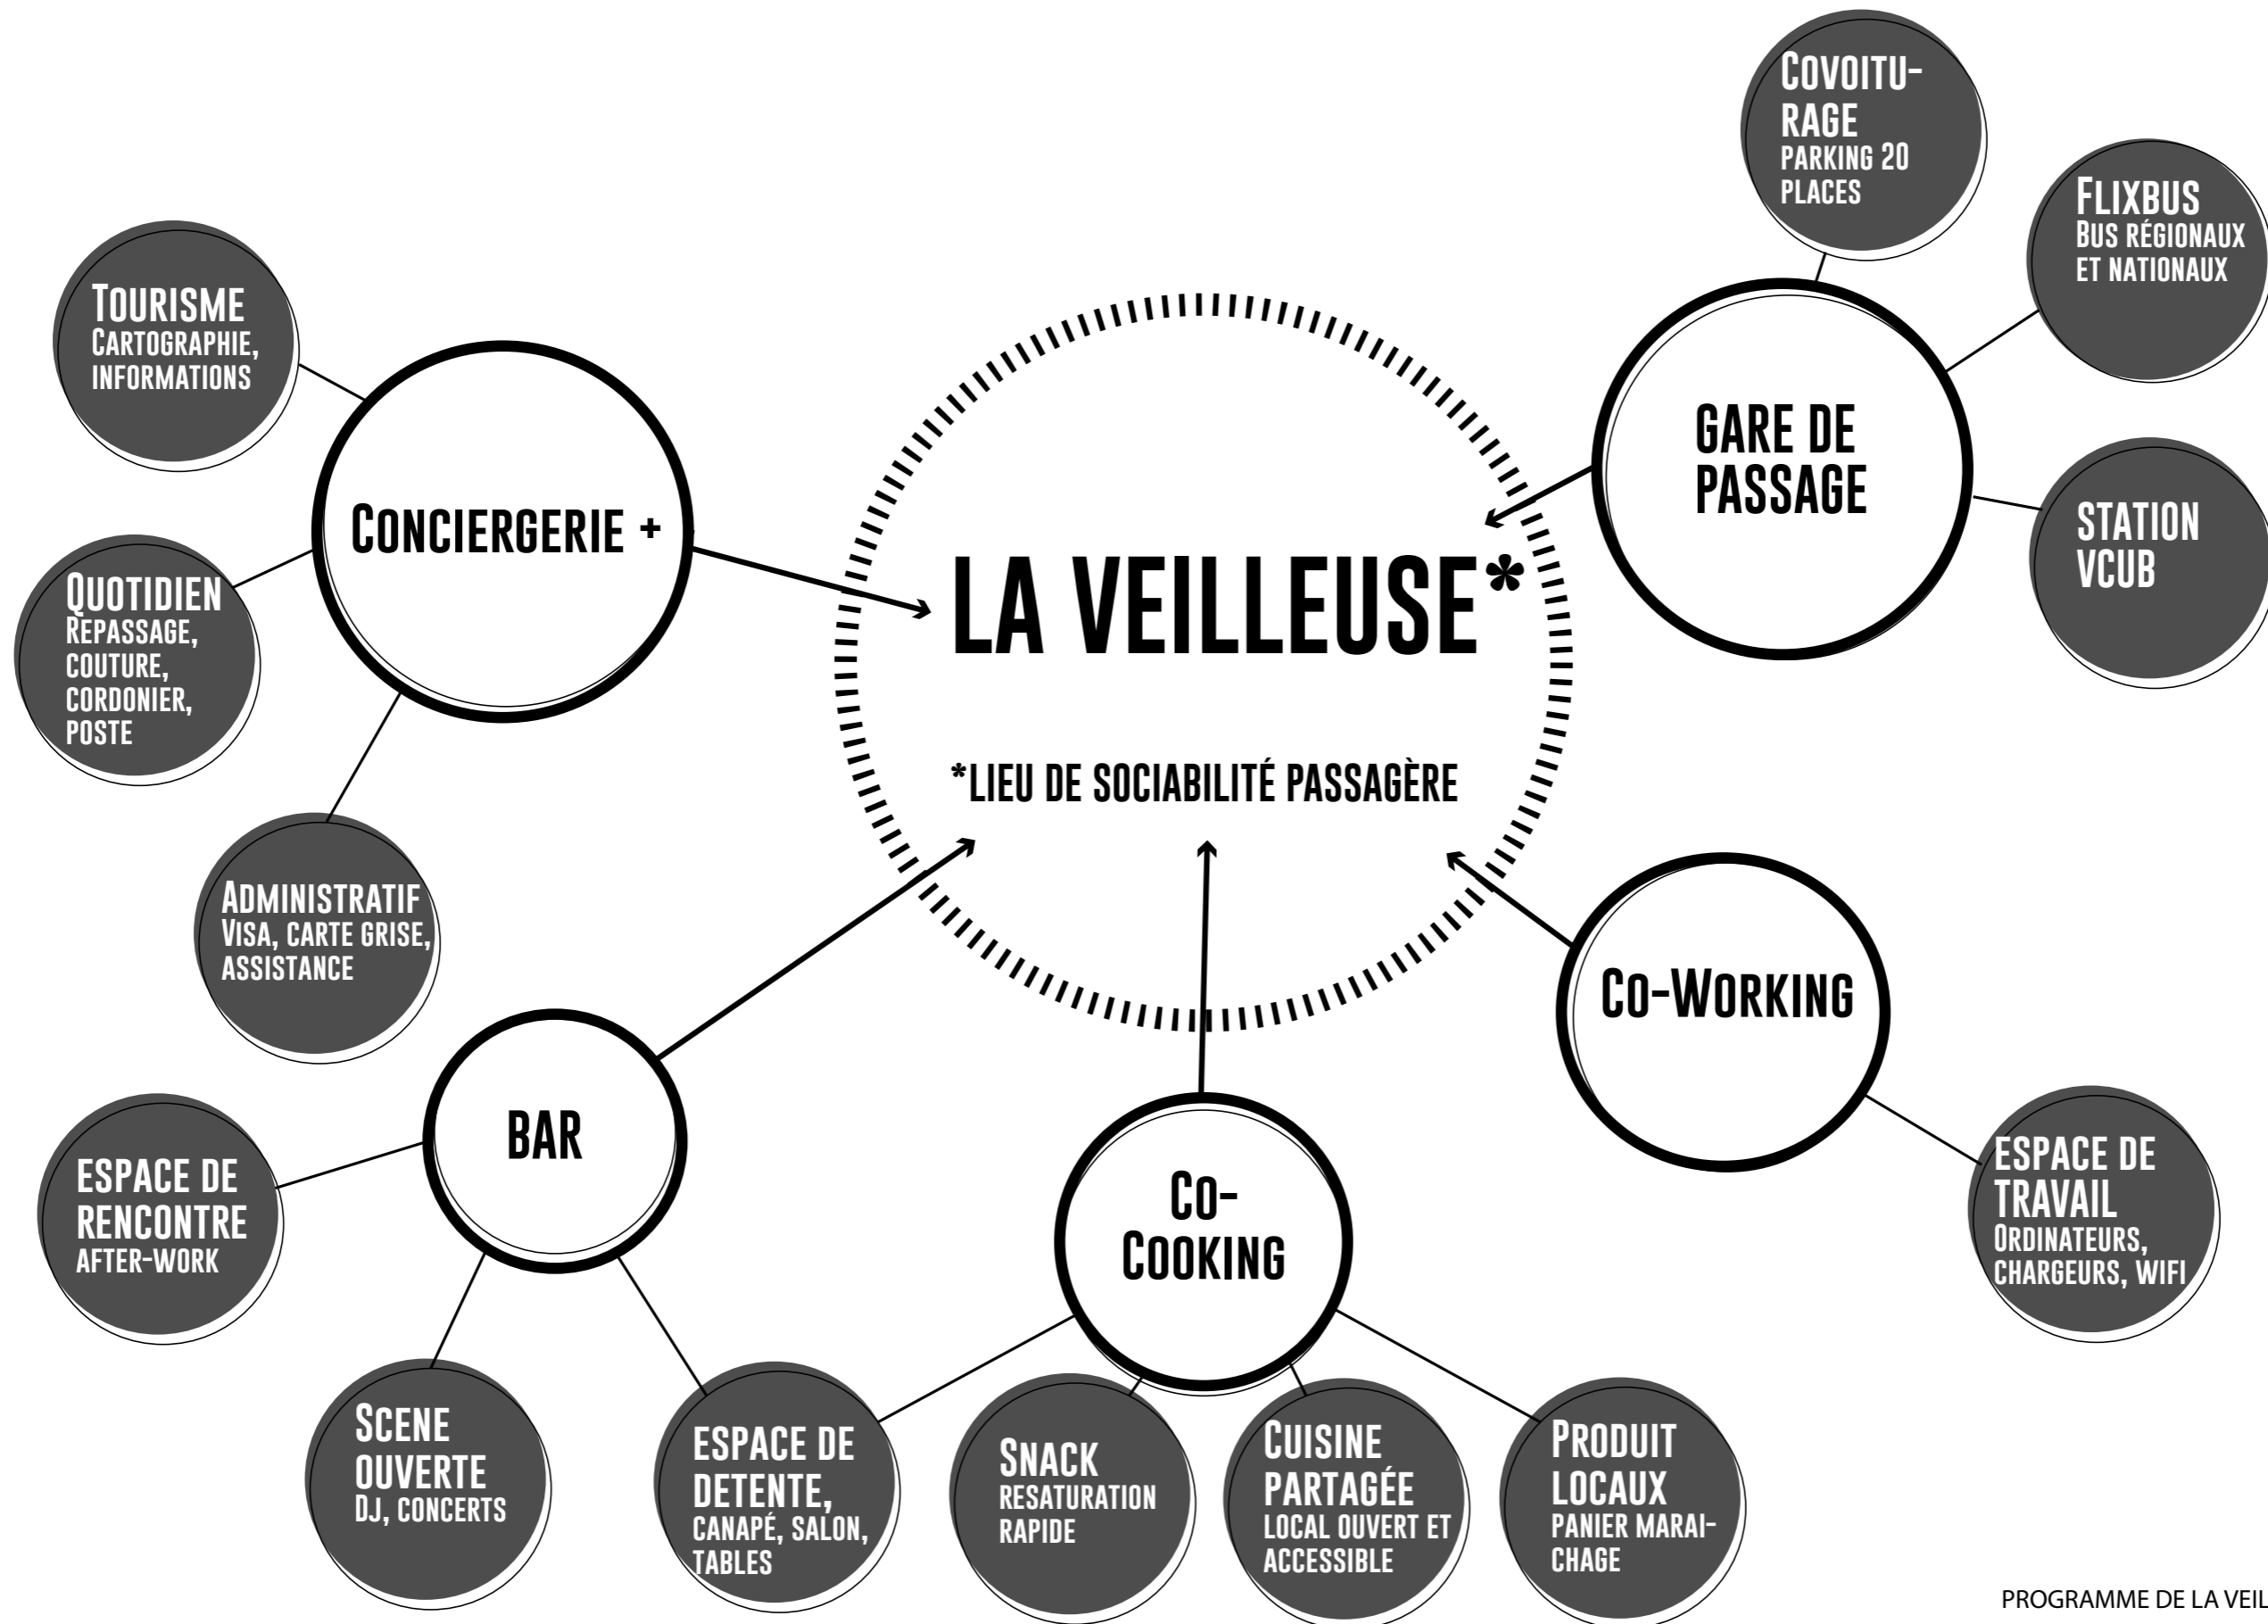 COVOITU-
RAGE
PARKING 20
PLACES
FLIXBUS
BUS RÉGIONAUX
ET NATIONAUX
TOURISME
CARTOGRAPHIE,
INFORMATIONS
GARE DE
PASSAGE
CONCIERGERIE +
STATION
VCUB
LA VEILLEUSE*
*LIEU DE SOCIABILITÉ PASSAGÈRE
QUOTIDIEN
REPASSAGE,
COUTURE,
CORDONIER,
POSTE
ADMINISTRATIF
VISA, CARTE GRISE,
ASSISTANCE
CO-WORKING
BAR
ESPACE DE
RENCONTRE
AFTER-WORK
CO-
COOKING
ESPACE DE
TRAVAIL
ORDINATEURS,
CHARGEURS, WIFI
SCENE
OUVERTE
DJ, CONCERTS
ESPACE DE
DETENTE,
CANAPÉ, SALON,
TABLES
SNACK
RESATURATION
RAPIDE
CUISINE
PARTAGÉE
LOCAL OUVERT ET
ACCESSIBLE
PRODUIT
LOCAUX
PANIER MARAI-
CHAGE
PROGRAMME DE LA VEIL